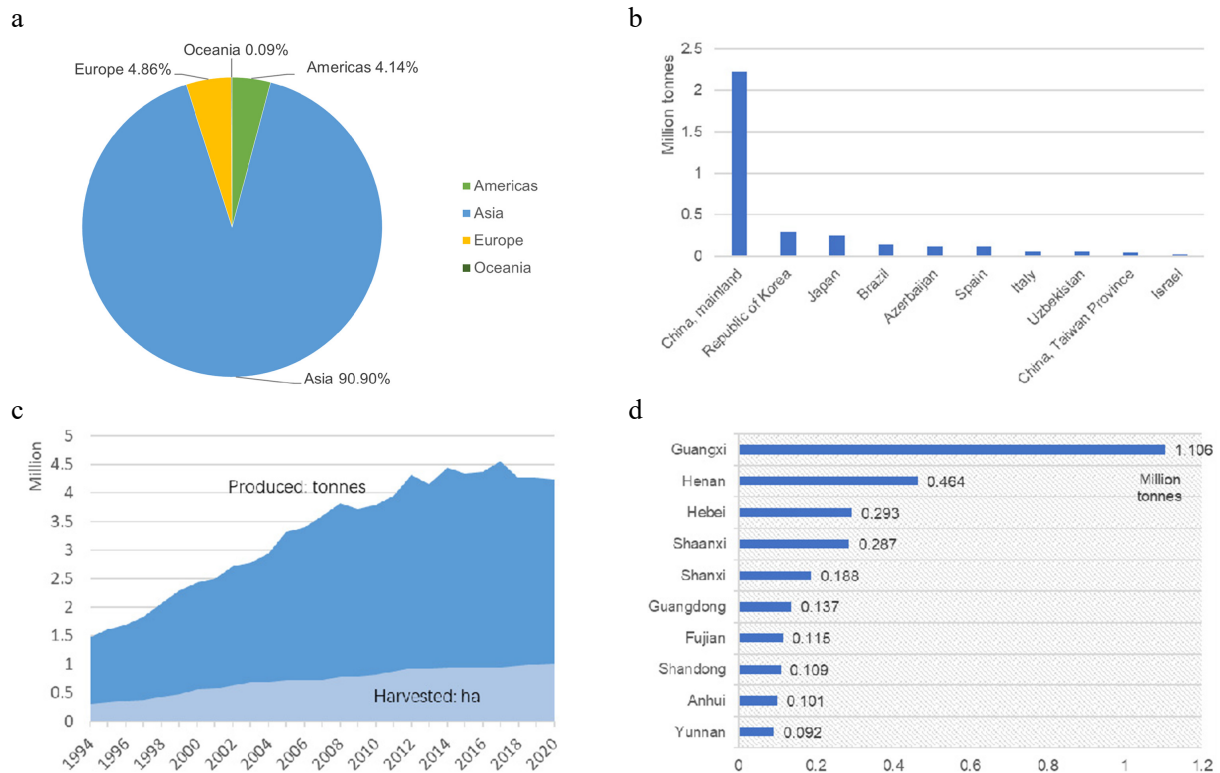 a
Oceania 0.09%
Europe 4.86%
Americas 4.14%
Asia 90.90%
Americas
Asia
Europe
Oceania
b
Million tonnes
2.5
2
1.5
1
0.5
0
China, mainland
Republic of Korea
Japan
Brazil
Azerbaijan
Spain
Italy
Uzbekistan
China, Taiwan Province
Israel
c
Million
5
4.5
4
3.5
3
2.5
2
1.5
1
0.5
0
Produced: tonnes
Harvested: ha
1994
1996
1998
2000
2002
2004
2006
2008
2010
2012
2014
2016
2018
2020
d
Guangxi 1.106
Henan 0.464
Million
tonnes
Hebei 0.293
Shaanxi 0.287
Shanxi 0.188
Guangdong 0.137
Fujian 0.115
Shandong 0.109
Anhui 0.101
Yunnan 0.092
0 0.2 0.4 0.6 0.8 1 1.2